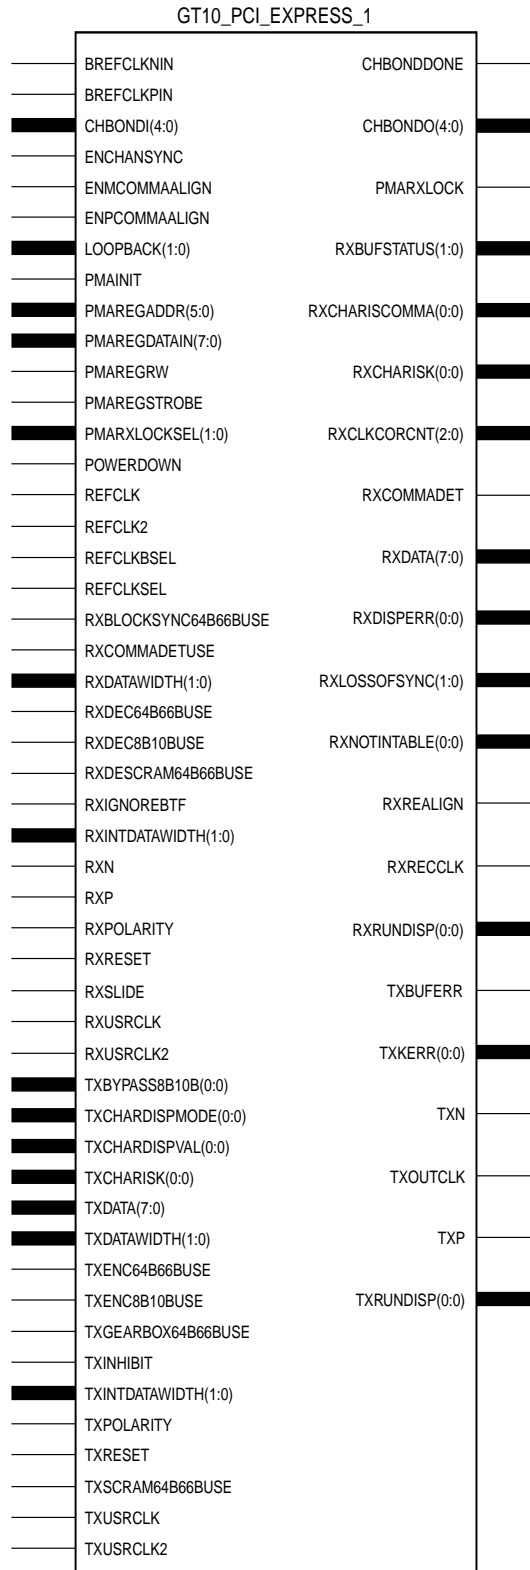 GT10_PCI_EXPRESS_1
BREFCLKNIN CHBONDDONE
BREFCLKPIN
CHBONDI(4:0) CHBONDO(4:0)
ENCHANSYNC
ENMCOMMAALIGN PMARXLOCK
ENPCOMMAALIGN
LOOPBACK(1:0) RXBUFSTATUS(1:0)
PMAINIT
PMAREGADDR(5:0) RXCHARISCOMMA(0:0)
PMAREGDATAIN(7:0)
PMAREGRW RXCHARISK(0:0)
PMAREGSTROBE
PMARXLOCKSEL(1:0) RXCLKCORCNT(2:0)
POWERDOWN
REFCLK RXCOMMADET
REFCLK2
REFCLKBSEL RXDATA(7:0)
REFCLKSEL
RXBLOCKSYNC64B66BUSE RXDISPERR(0:0)
RXCOMMADETUSE
RXDATAWIDTH(1:0) RXLOSSOFSYNC(1:0)
RXDEC64B66BUSE
RXDEC8B10BUSE RXNOTINTABLE(0:0)
RXDESCRAM64B66BUSE
RXIGNOREBTF RXREALIGN
RXINTDATAWIDTH(1:0)
RXN RXRECCLK
RXP
RXPOLARITY RXRUNDISP(0:0)
RXRESET
RXSLIDE TXBUFERR
RXUSRCLK
RXUSRCLK2 TXKERR(0:0)
TXBYPASS8B10B(0:0)
TXCHARDISPMODE(0:0) TXN
TXCHARDISPVAL(0:0)
TXCHARISK(0:0) TXOUTCLK
TXDATA(7:0)
TXDATAWIDTH(1:0) TXP
TXENC64B66BUSE
TXENC8B10BUSE TXRUNDISP(0:0)
TXGEARBOX64B66BUSE
TXINHIBIT
TXINTDATAWIDTH(1:0)
TXPOLARITY
TXRESET
TXSCRAM64B66BUSE
TXUSRCLK
TXUSRCLK2